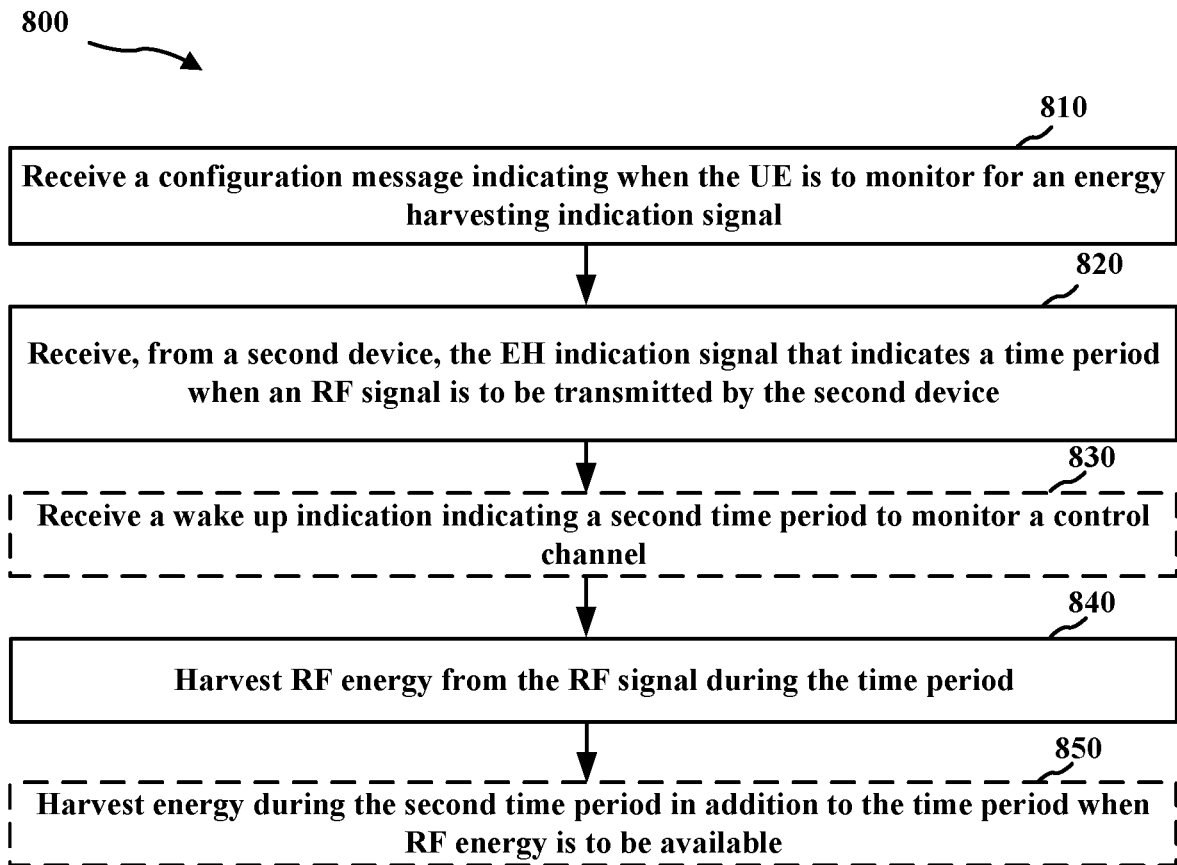 800
810
Receive a configuration message indicating when the UE is to monitor for an energy
harvesting indication signal
820
Receive, from a second device, the EH indication signal that indicates a time period
when an RF signal is to be transmitted by the second device
830
Receive a wake up indication indicating a second time period to monitor a control
channel
840
Harvest RF energy from the RF signal during the time period
850
Harvest energy during the second time period in addition to the time period when
RF energy is to be available